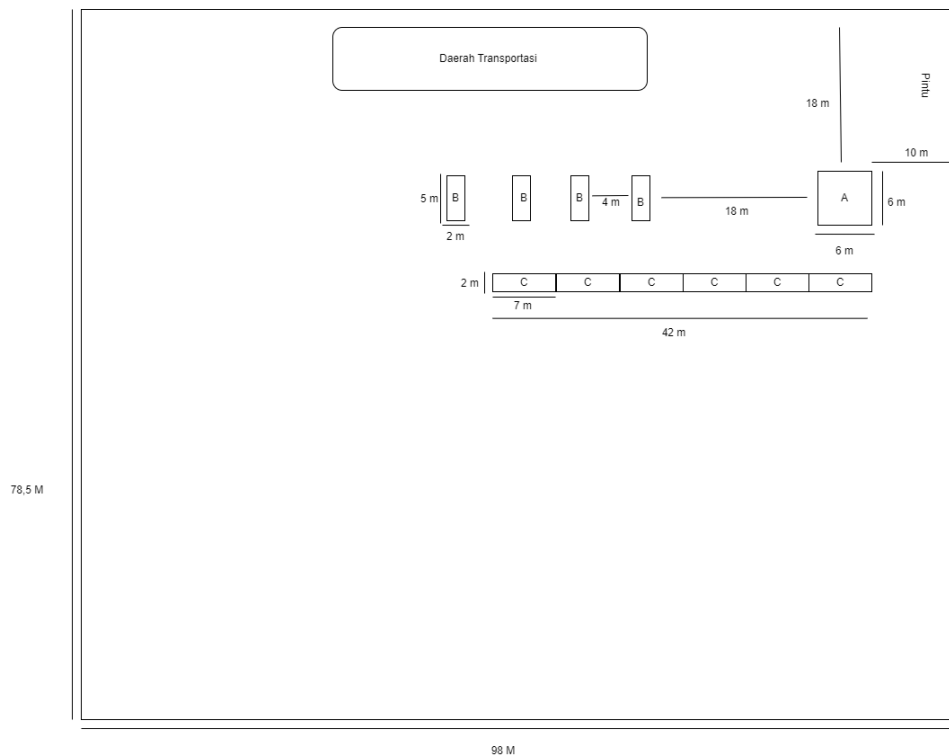 Daerah Transportasi
Pintu
18 m
10 m
5 m
B
B
B
4 m
B
18 m
A
6 m
2 m
6 m
2 m
C
C
C
C
C
C
7 m
42 m
78,5 M
98 M